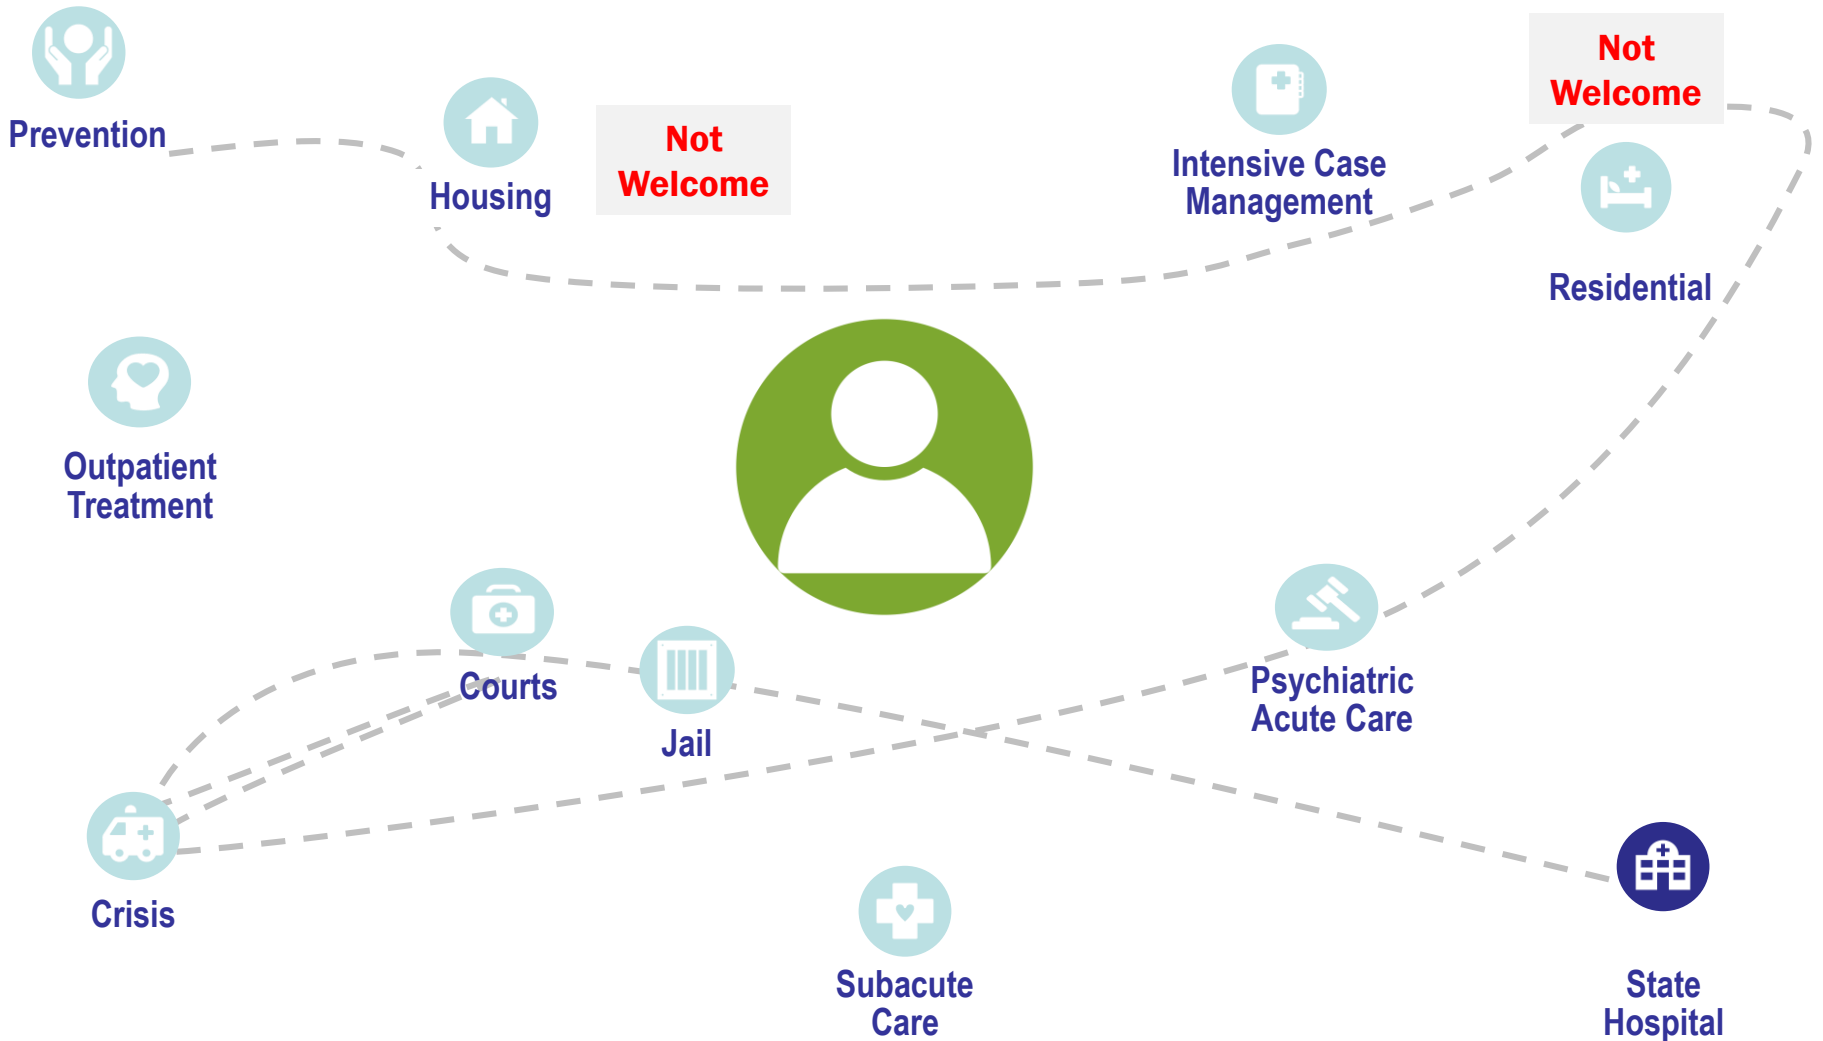 Prevention
Housing
Not
Welcome
Intensive Case
Management
Not
Welcome
Residential
Outpatient
Treatment
Courts
Jail
Psychiatric
Acute Care
Crisis
Subacute
Care
State
Hospital